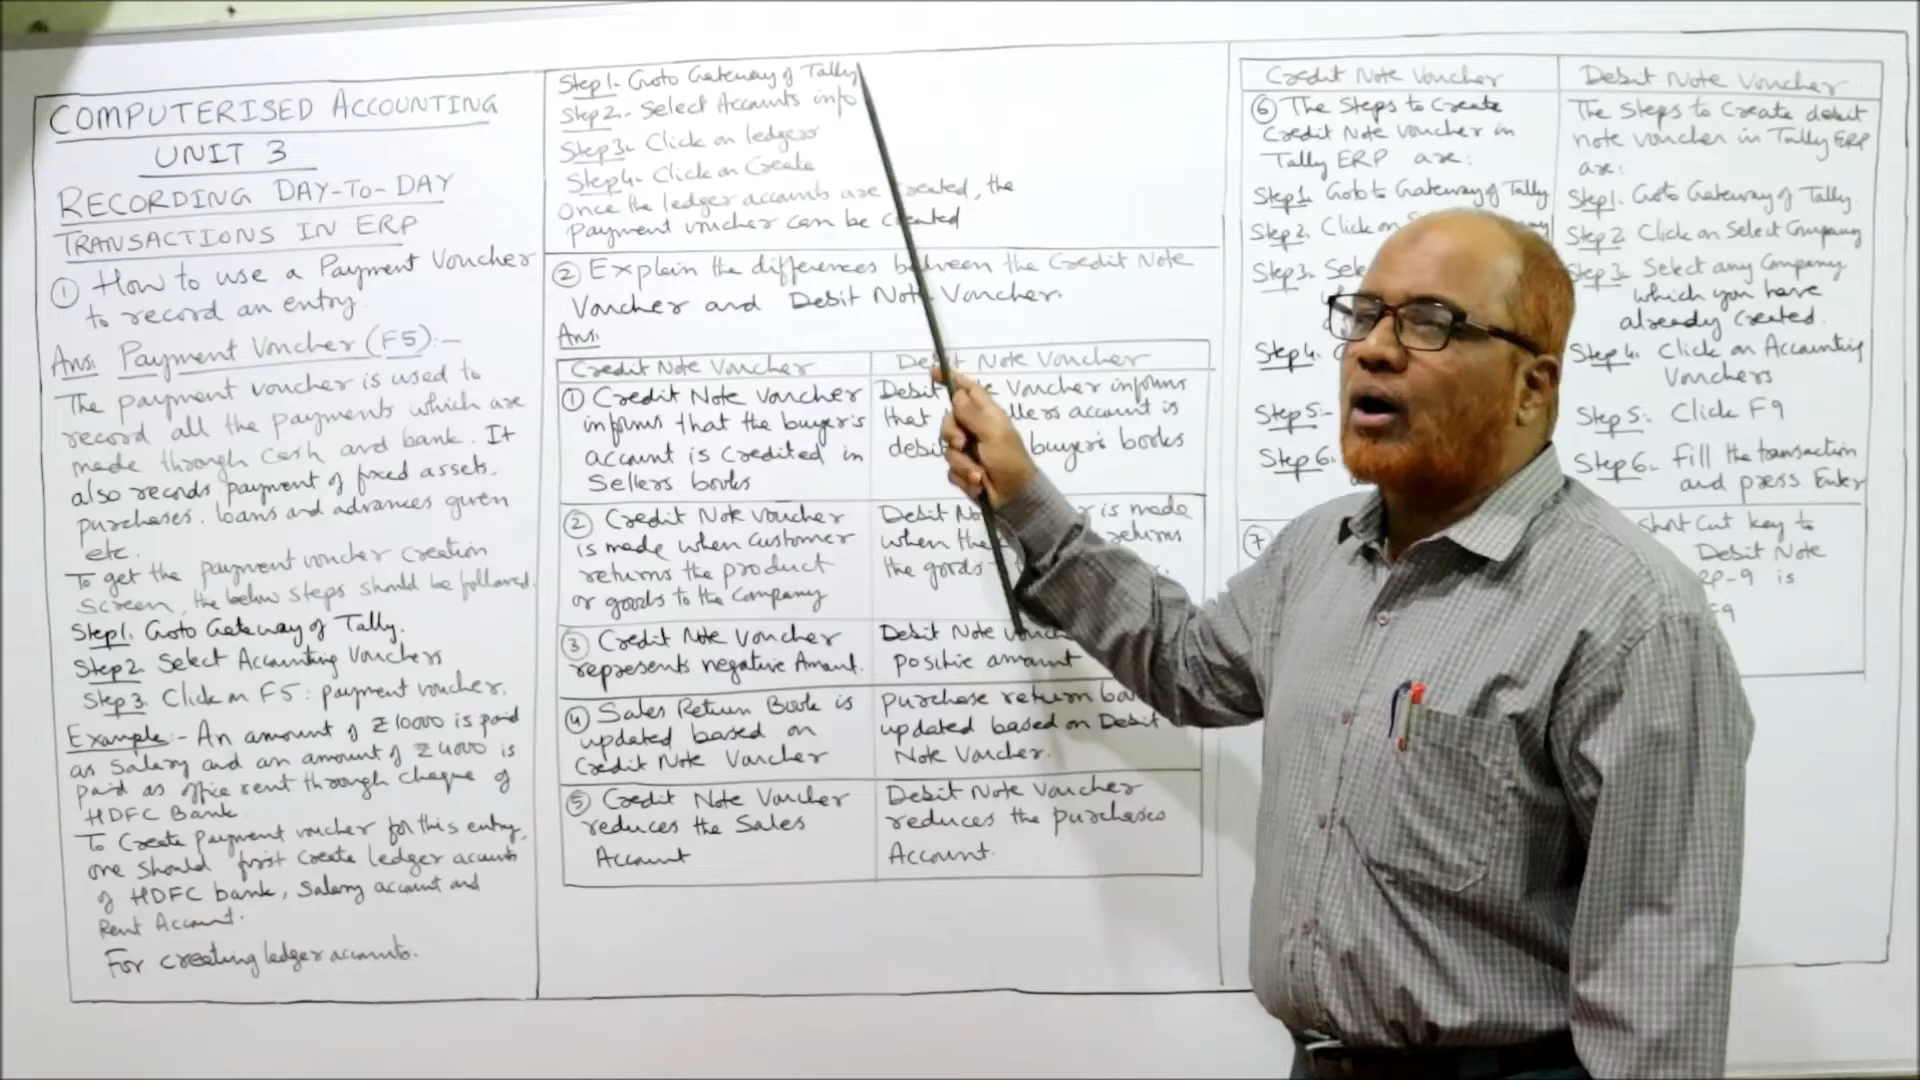 COMPUTERISED ACCOUNTING
UNIT 3
RECORDING DAY-TO-DAY
TRANSACTIONS IN ERP
① How to use a Payment Voucher
to record an entry.
Ans: Payment Voucher (F5):-
The payment voucher is used to
record all the payments which are
made through cash and bank. It
also records payment of fixed assets.
purchases. loans and advances given
etc.
To get the payment voucher creation
screen, the below steps should be followed.
Step1. Goto Gateway of Tally.
Step2. Select Accounting Vouchers
Step 3. Click on F5: payment voucher.
Example:- An amount of ₹10000 is paid
as Salary and an amount of ₹4000 is
paid as office rent through cheque of
HDFC Bank.
To Create payment voucher for this entry,
one should first create ledger accounts
of HDFC bank, Salary account and
Rent Account.
For creating ledger accounts.
Step1. Goto Gateway of Tally
Step2.- Select Accounts info
Step3. Click on ledgers
Step4. Click on Create
Once the ledger accounts are created, the
Payment voucher can be created
② Explain the differences between the Credit Note
Voucher and Debit Note Voucher.
Ans:
Credit Note Voucher
① Credit Note Voucher
informs that the buyer's
account is Credited in
Sellers books
② Credit Note Voucher
is made when customer
returns the product
or goods to the Company
③ Credit Note Voucher
represents negative Amount.
④ Sales Return Book is
updated based on
Credit Note Voucher
⑤ Credit Note Voucher
reduces the Sales
Account
Debit Note Voucher
Debit Voucher informs
that account is
buyer's books
Debit is made
when the returns
the goods
Debit Note
positive amount
purchase return
updated based on Debit
Note Voucher.
Debit Note Voucher
reduces the purchases
Account.
Credit Note Voucher
⑥ The Steps to Create
Credit Note Voucher in
Tally ERP are:
Step1. Goto Gateway of Tally
Step2. Click on
Step3.
Step4.
Step5:-
Step6.
⑦
Debit Note Voucher
The Steps to Create debit
note voucher in Tally ERP
are:
Step1. Goto Gateway of Tally.
Step2 Click on Select Company
Step3. Select any Company
which you have
already created.
Step4. Click on Accounting
Vouchers
Step5:- Click F9
Step6- Fill the transaction
and press Enter
short cut key to
Debit Note
-9 is